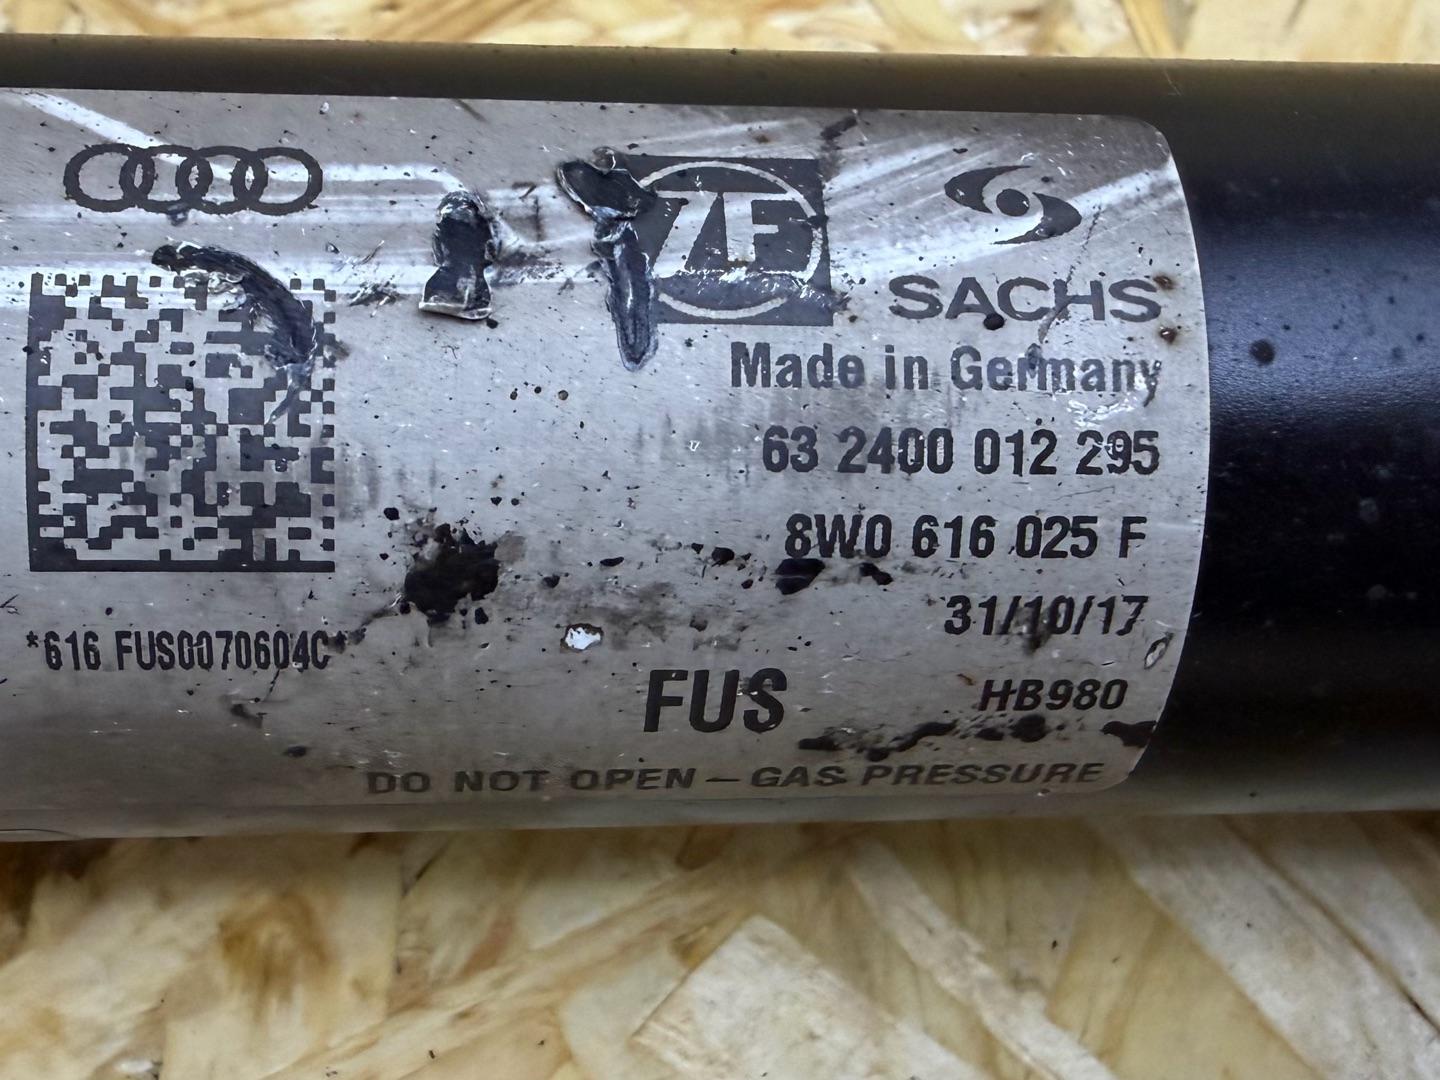 ZF
SACHS
Made in Germany
63 2400 012 295
8W0 616 025 F
31/10/17
*616 FUS0070604C*
FUS
HB980
DO NOT OPEN – GAS PRESSURE